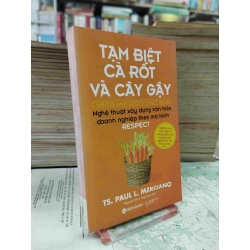 TẠM BIỆT
CÀ RỐT
VÀ CÂY GẬY
Nghệ thuật xây dựng văn hóa
doanh nghiệp theo mô hình
RESPECT
TS. PAUL L. MARCIANO